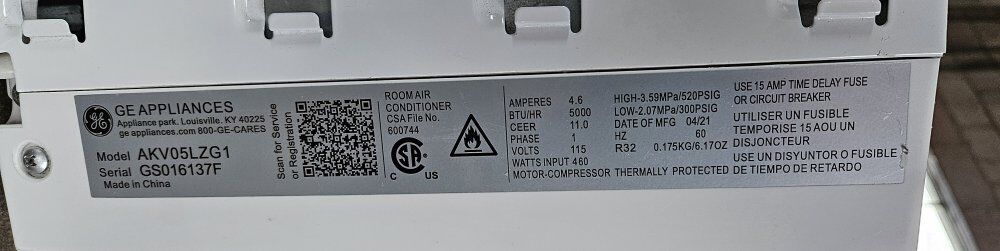 GE APPLIANCES
Appliance park. Louisville. KY 40225
ge appliances.com 800-GE-CARES
Model AKV05LZG1
Serial GS016137F
Made in China
Scan for Service
or Registration
ROOM AIR
CONDITIONER
CSA File No.
600744
C US
AMPERES 4.6
BTU/HR 5000
CEER 11.0
PHASE 1
VOLTS 115
WATTS INPUT 460
MOTOR-COMPRESSOR THERMALLY PROTECTED
HIGH-3.59MPa/520PSIG
LOW-2.07MPa/300PSIG
DATE OF MFG 04/21
HZ 60
R32 0.175KG/6.17OZ
USE 15 AMP TIME DELAY FUSE
OR CIRCUIT BREAKER
UTILISER UN FUSIBLE
TEMPORISE 15 AOU UN
DISJONCTEUR
USE UN DISYUNTOR O FUSIBLE
DE TIEMPO DE RETARDO